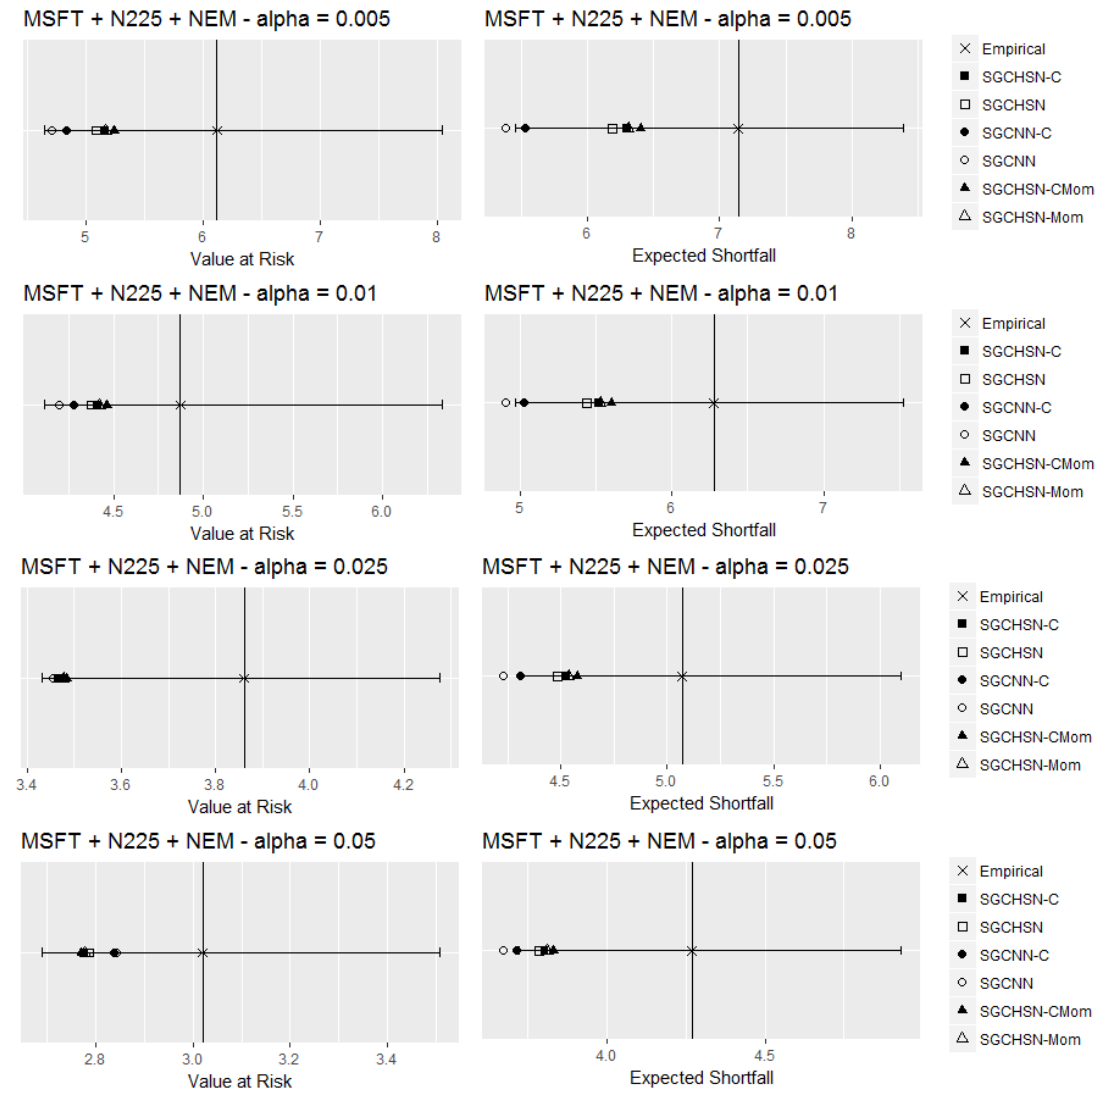 MSFT + N225 + NEM - alpha = 0.005
5 6 7 8
Value at Risk
MSFT + N225 + NEM - alpha = 0.005
6 7 8
Expected Shortfall
Empirical
SGCHSN-C
SGCHSN
SGCNN-C
SGCNN
SGCHSN-CMom
SGCHSN-Mom
MSFT + N225 + NEM - alpha = 0.01
4.5 5.0 5.5 6.0
Value at Risk
MSFT + N225 + NEM - alpha = 0.01
5 6 7
Expected Shortfall
Empirical
SGCHSN-C
SGCHSN
SGCNN-C
SGCNN
SGCHSN-CMom
SGCHSN-Mom
MSFT + N225 + NEM - alpha = 0.025
3.4 3.6 3.8 4.0 4.2
Value at Risk
MSFT + N225 + NEM - alpha = 0.025
4.5 5.0 5.5 6.0
Expected Shortfall
Empirical
SGCHSN-C
SGCHSN
SGCNN-C
SGCNN
SGCHSN-CMom
SGCHSN-Mom
MSFT + N225 + NEM - alpha = 0.05
2.8 3.0 3.2 3.4
Value at Risk
MSFT + N225 + NEM - alpha = 0.05
4.0 4.5
Expected Shortfall
Empirical
SGCHSN-C
SGCHSN
SGCNN-C
SGCNN
SGCHSN-CMom
SGCHSN-Mom